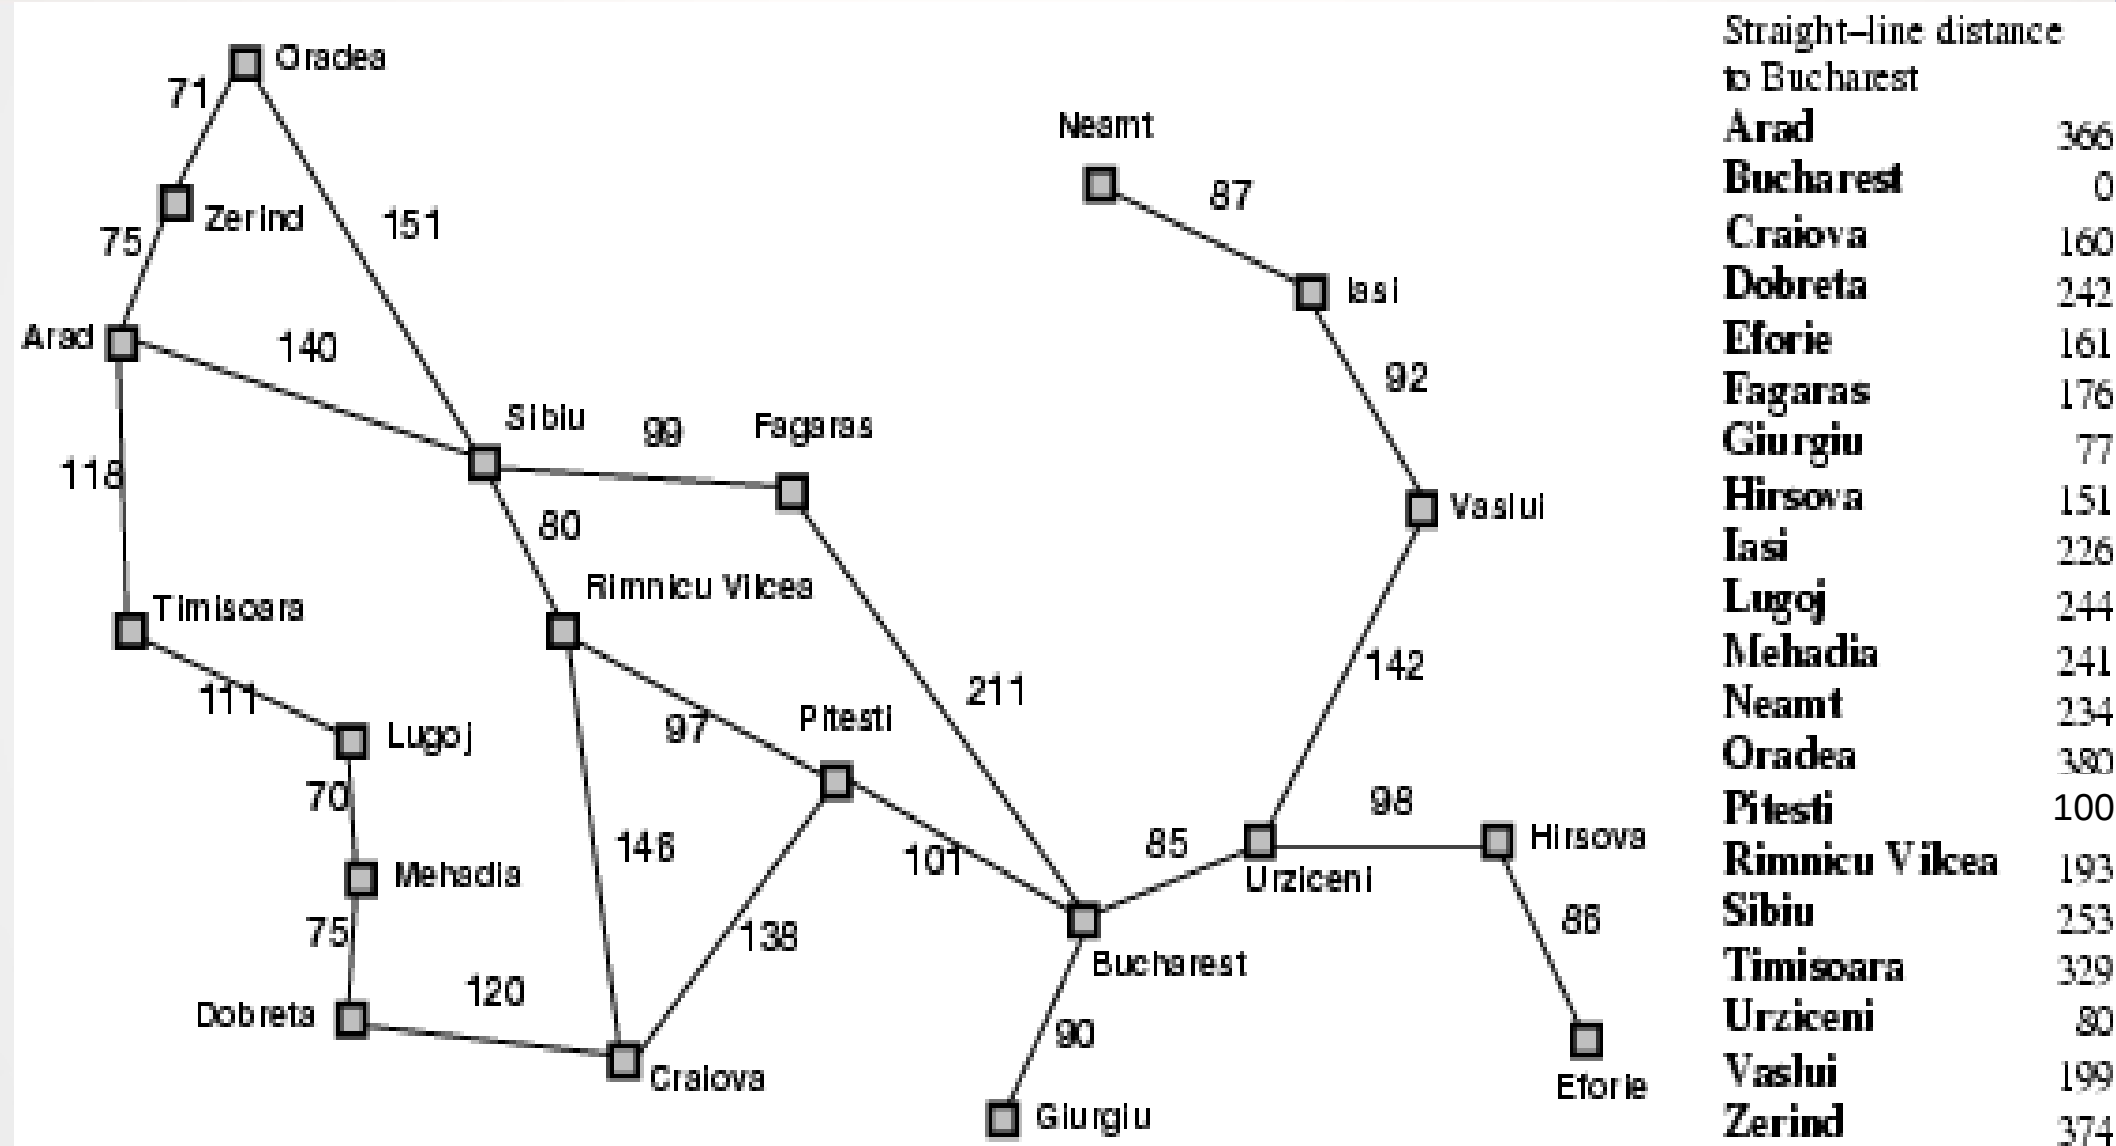 Oradea
71
Neamt
87
Zerind
151
75
Iasi
Arad
140
92
Sibiu
99
Fagaras
118
Vaslui
80
Rimnicu Vilcea
Timisoara
142
111
211
Lugoj
97
Pitesti
70
98
146
85
Hirsova
101
Mehadia
Urziceni
75
138
86
Bucharest
120
Dobreta
90
Craiova
Eforie
Giurgiu
Straight–line distance
to Bucharest
Arad 366
Bucharest 0
Craiova 160
Dobreta 242
Eforie 161
Fagaras 176
Giurgiu 77
Hirsova 151
Iasi 226
Lugoj 244
Mehadia 241
Neamt 234
Oradea 380
Pitesti 100
Rimnicu Vilcea 193
Sibiu 253
Timisoara 329
Urziceni 80
Vaslui 199
Zerind 374